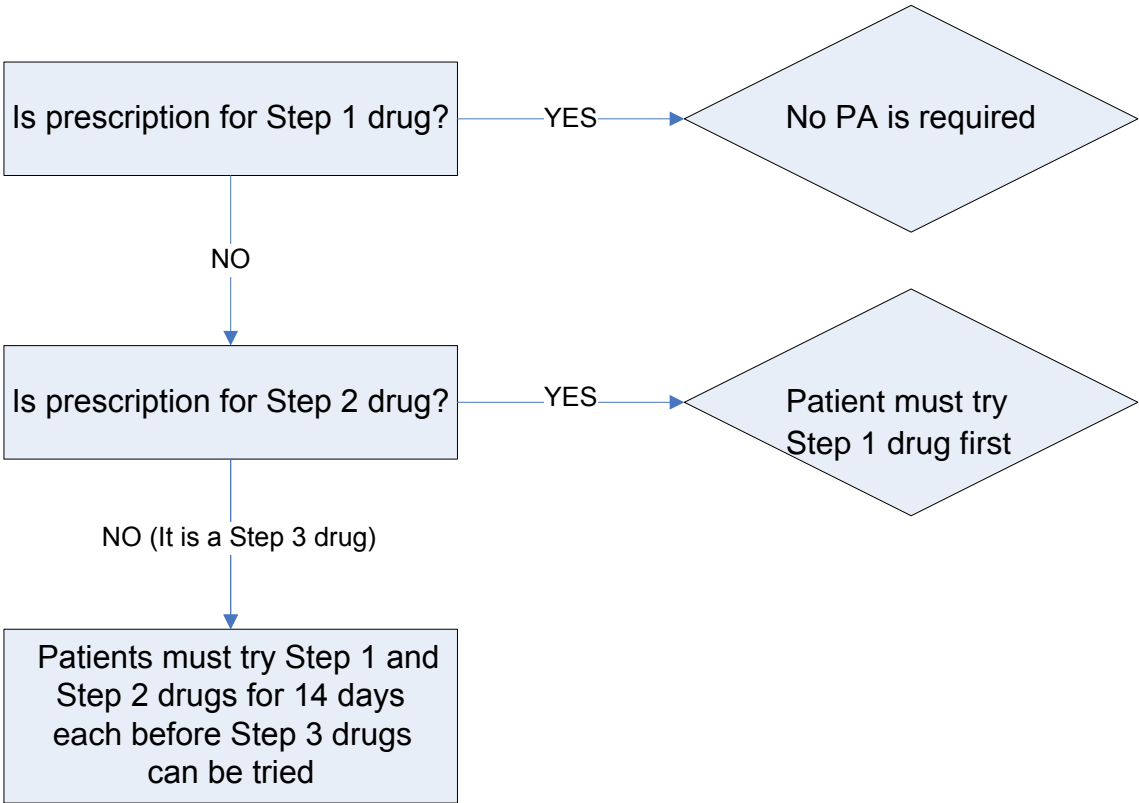 Is prescription for Step 1 drug?
YES
No PA is required
NO
Is prescription for Step 2 drug?
YES
Patient must try
Step 1 drug first
NO (It is a Step 3 drug)
Patients must try Step 1 and
Step 2 drugs for 14 days
each before Step 3 drugs
can be tried